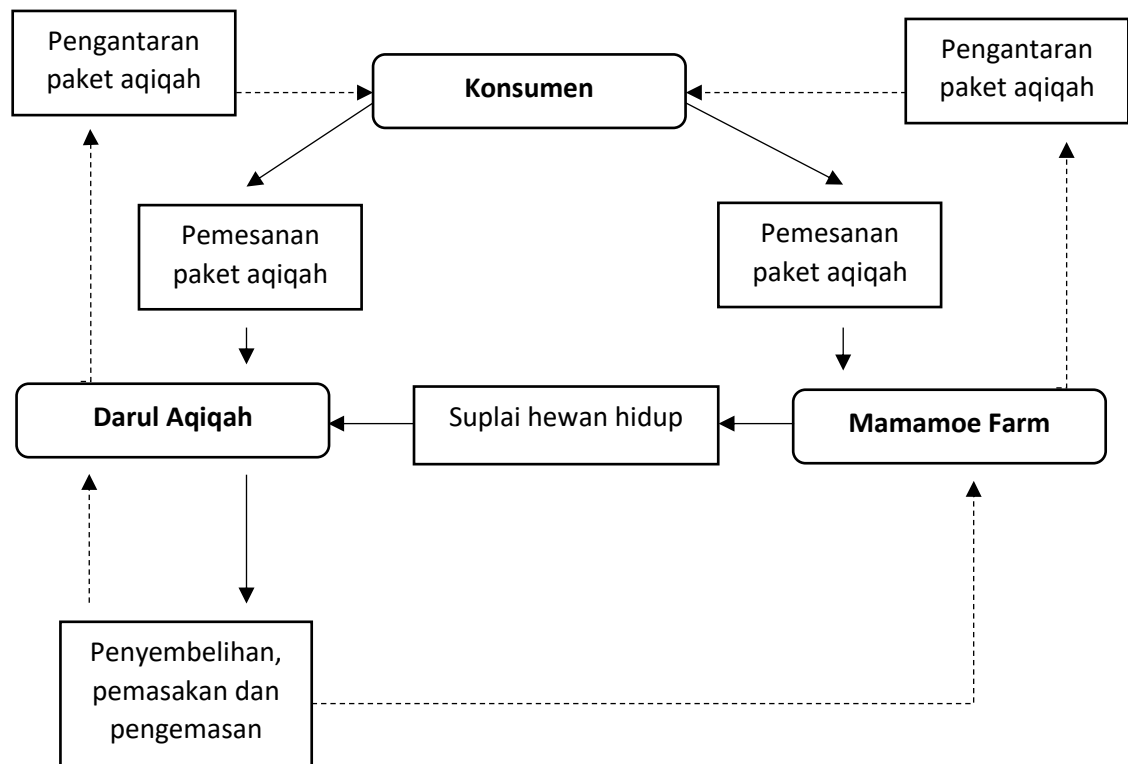 Pengantaran
paket aqiqah
Konsumen
Pengantaran
paket aqiqah
Pemesanan
paket aqiqah
Pemesanan
paket aqiqah
Darul Aqiqah
Suplai hewan hidup
Mamamoe Farm
Penyembelihan,
pemasakan dan
pengemasan